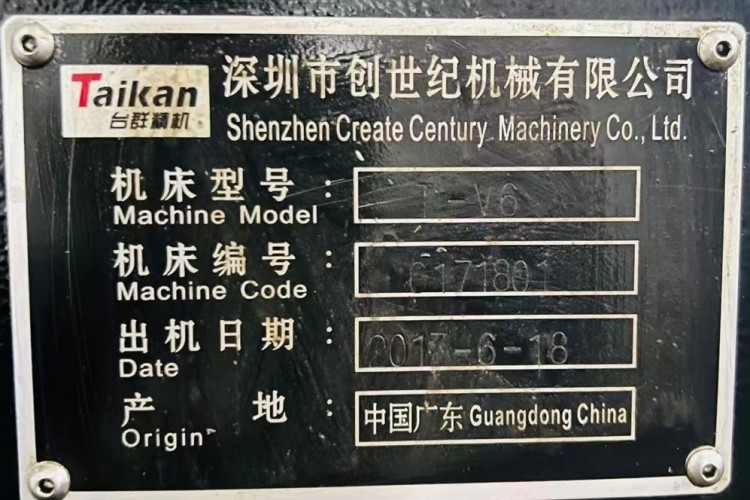 Taikan
台群精机
深圳市创世纪机械有限公司
Shenzhen Create Century Machinery Co., Ltd.
机床型号：T-V6
Machine Model
机床编号：
Machine Code
出机日期：
Date
产地：中国广东 Guangdong China
Origin